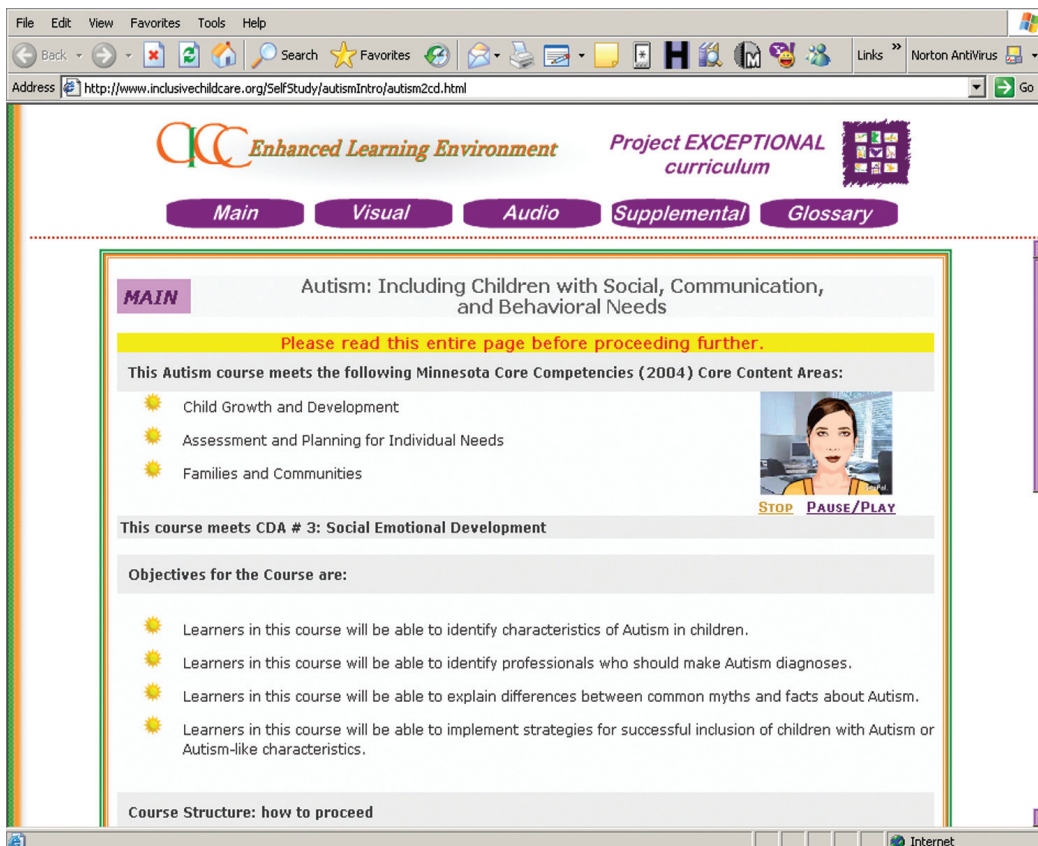 File Edit View Favorites Tools Help
Back Search Favorites Links » Norton AntiVirus
Address http://www.inclusivechildcare.org/SelfStudy/autismIntro/autism2cd.html Go
CICC Enhanced Learning Environment
Project EXCEPTIONAL
curriculum
Main Visual Audio Supplemental Glossary
MAIN
Autism: Including Children with Social, Communication,
and Behavioral Needs
Please read this entire page before proceeding further.
This Autism course meets the following Minnesota Core Competencies (2004) Core Content Areas:
Child Growth and Development
Assessment and Planning for Individual Needs
Families and Communities
STOP PAUSE/PLAY
This course meets CDA # 3: Social Emotional Development
Objectives for the Course are:
Learners in this course will be able to identify characteristics of Autism in children.
Learners in this course will be able to identify professionals who should make Autism diagnoses.
Learners in this course will be able to explain differences between common myths and facts about Autism.
Learners in this course will be able to implement strategies for successful inclusion of children with Autism or
Autism-like characteristics.
Course Structure: how to proceed
Internet